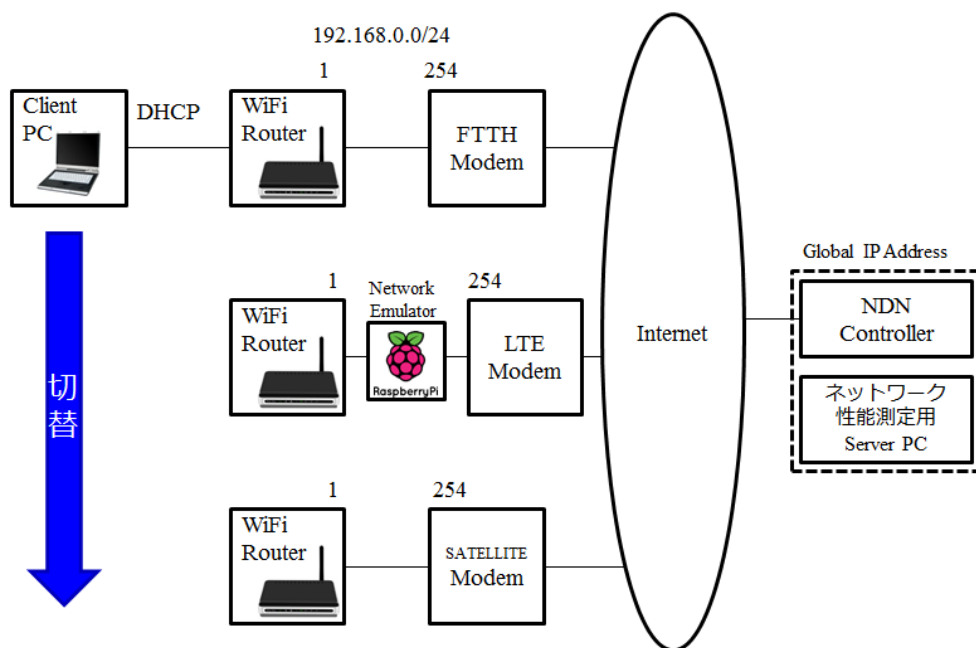 192.168.0.0/24
1
254
Client
PC
DHCP
WiFi
Router
FTTH
Modem
切替
1
Network
Emulator
254
WiFi
Router
RaspberryPi
LTE
Modem
Internet
Global IP Address
NDN
Controller
ネットワーク
性能測定用
Server PC
1
254
WiFi
Router
SATELLITE
Modem